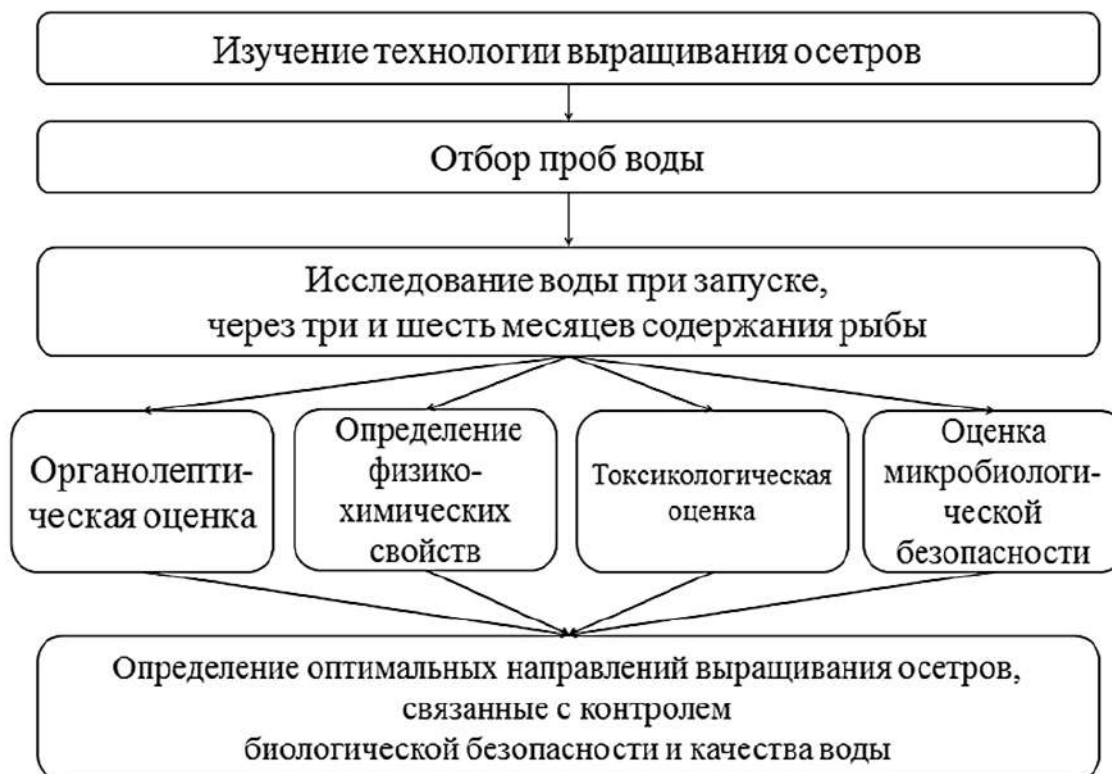 Изучение технологии выращивания осетров
Отбор проб воды
Исследование воды при запуске,
через три и шесть месяцев содержания рыбы
Органолепти-
ческая оценка
Определение
физико-
химических
свойств
Токсикологическая
оценка
Оценка
микробиологи-
ческой
безопасности
Определение оптимальных направлений выращивания осетров,
связанные с контролем
биологической безопасности и качества воды